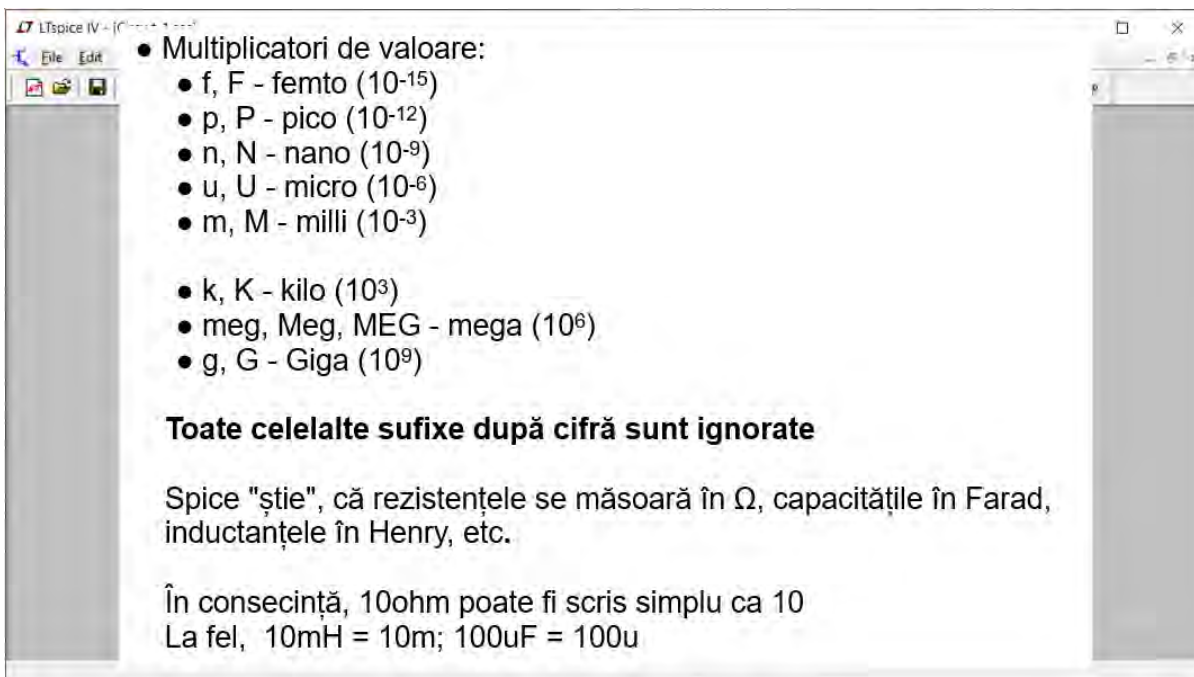 LTspice IV - [C
File Edit
● Multiplicatori de valoare:
● f, F - femto (10-15)
● p, P - pico (10-12)
● n, N - nano (10-9)
● u, U - micro (10-6)
● m, M - milli (10-3)
● k, K - kilo (103)
● meg, Meg, MEG - mega (106)
● g, G - Giga (109)
Toate celelalte sufixe după cifră sunt ignorate
Spice "știe", că rezistențele se măsoară în Ω, capacitățile în Farad,
inductanțele în Henry, etc.
În consecință, 10ohm poate fi scris simplu ca 10
La fel, 10mH = 10m; 100uF = 100u